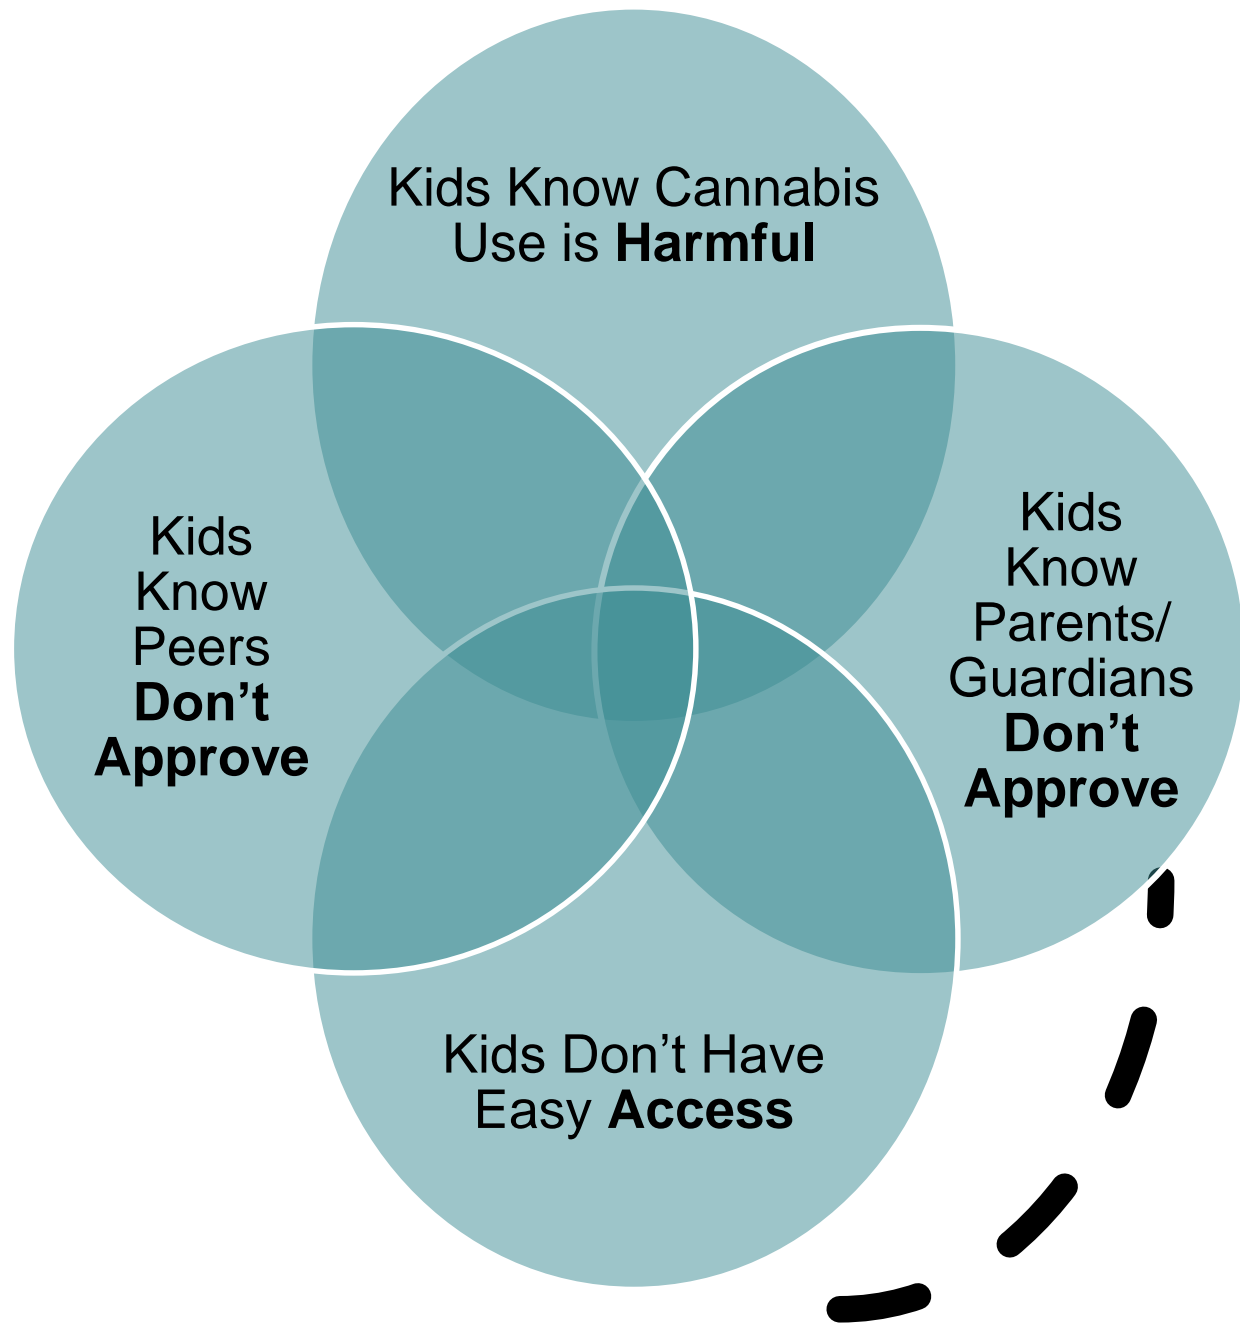 Kids Know Cannabis
Use is Harmful
Kids
Know
Peers
Don’t
Approve
Kids
Know
Parents/
Guardians
Don’t
Approve
Kids Don’t Have
Easy Access